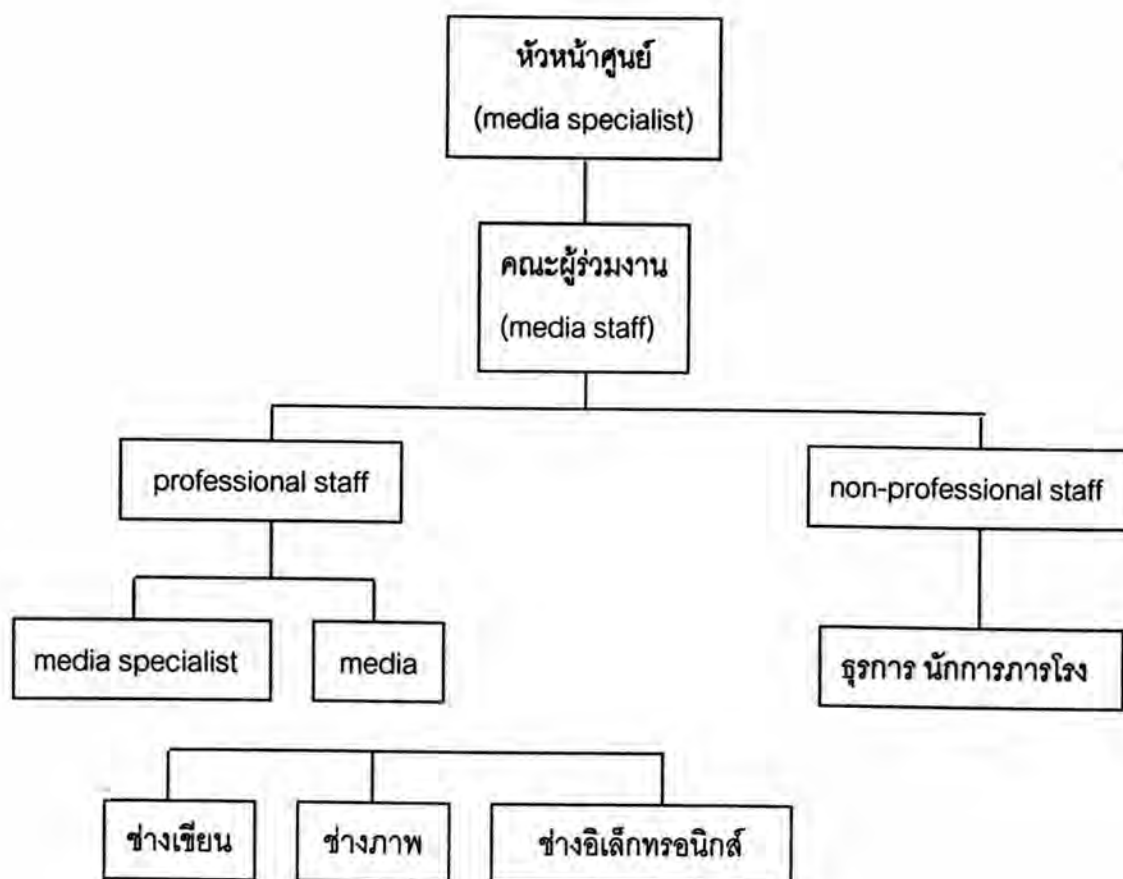 หัวหน้าศูนย์
(media specialist)
คณะผู้ร่วมงาน
(media staff)
professional staff
non-professional staff
media specialist
media
ธุรการ นักการภารโรง
ช่างเขียน
ช่างภาพ
ช่างอิเล็กทรอนิกส์